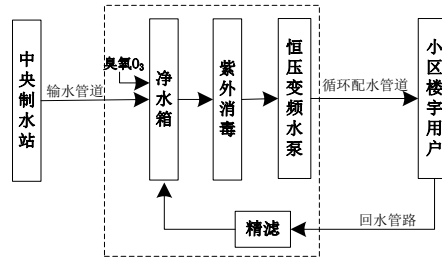 中央制水站
输水管道
臭氧O₃
净水箱
紫外消毒
恒压变频水泵
循环配水管道
小区楼宇用户
回水管路
精滤